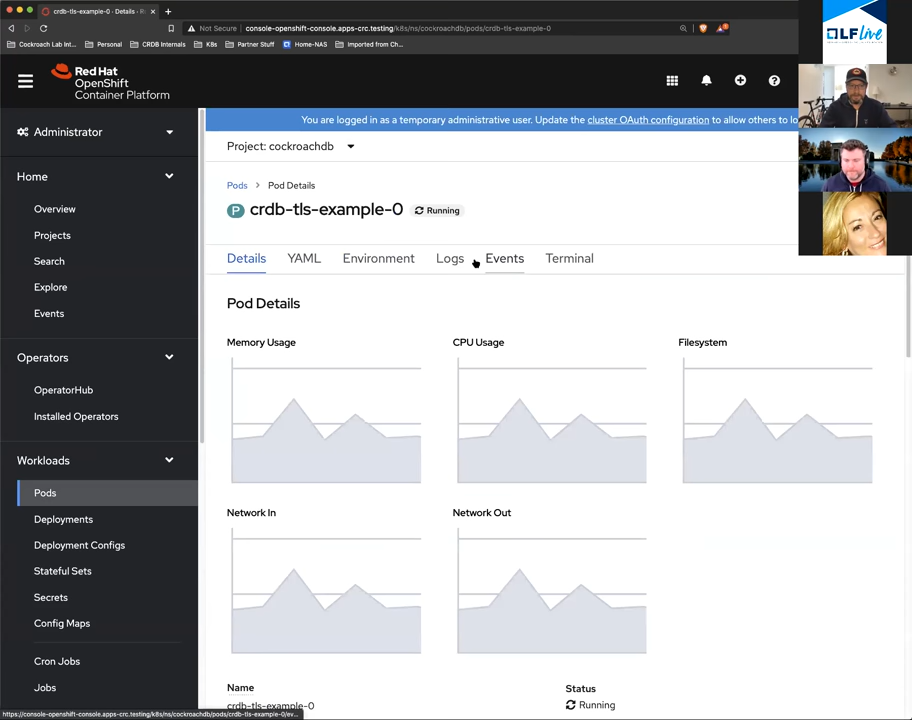 crdb-tls-example-0 · Details · R
Not Secure
console-openshift-console.apps-crc.testing/k8s/ns/cockroachdb/pods/crdb-tls-example-0
Cockroach Lab Int...
Personal
CRDB Internals
K8s
Partner Stuff
Home-NAS
Imported from Ch...
OLF live
Red Hat
OpenShift
Container Platform
You are logged in as a temporary administrative user. Update the cluster OAuth configuration to allow others to lo
Administrator
Project: cockroachdb
Home
Overview
Projects
Search
Explore
Events
Operators
OperatorHub
Installed Operators
Workloads
Pods
Deployments
Deployment Configs
Stateful Sets
Secrets
Config Maps
Cron Jobs
Jobs
Pods > Pod Details
P crdb-tls-example-0 Running
Details YAML Environment Logs Events Terminal
Pod Details
Memory Usage CPU Usage Filesystem
Network In Network Out
Name Status
crdb-tls-example-0 Running
https://console-openshift-console.apps-crc.testing/k8s/ns/cockroachdb/pods/crdb-tls-example-0/ev...